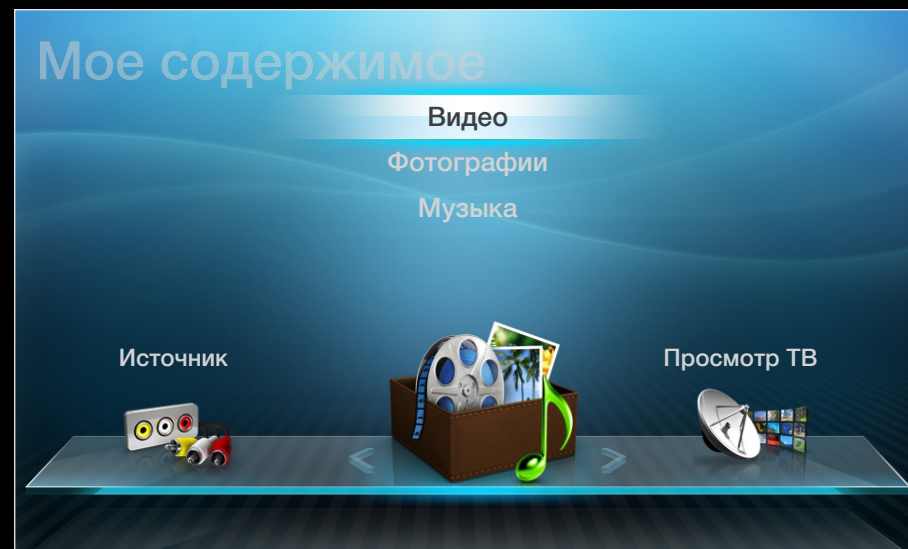 Мое содержимое
Видео
Фотографии
Музыка
Источник
Просмотр ТВ